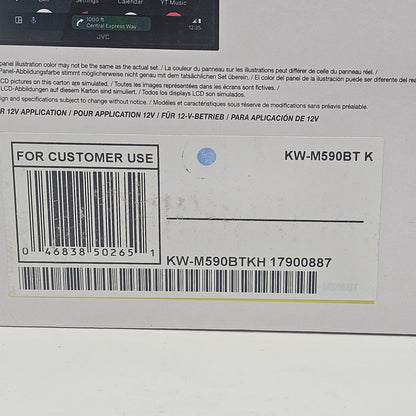 Exit Settings Calendar YT Music
1000 ft
Central Express Way
12:35
JVC
panel illustration color may not be the same as the actual set. / La couleur du panneau sur les illustrations peut différer de celle du panneau réel. /
Panel-Abbildungsfarbe stimmt möglicherweise nicht genau mit dem tatsächlichen Set überein. / El color del panel de la ilustración puede ser diferente del
LCD pictures on this carton are simulated. / Toutes les images représentées dans les écrans sont fictives. /
LCD-Abbildungen auf diesem Karton sind simuliert. / Todos los displays LCD son simulados.
ign and specifications subject to change without notice. / Modèles et caractéristiques sous réserve de modifications sans préavis préalable.
R 12V APPLICATION / POUR APPLICATION 12V / FÜR 12-V-BETRIEB / PARA APLICACIÓN DE 12V
FOR CUSTOMER USE
KW-M590BT K
0 46838 50265 1
KW-M590BTKH 17900887